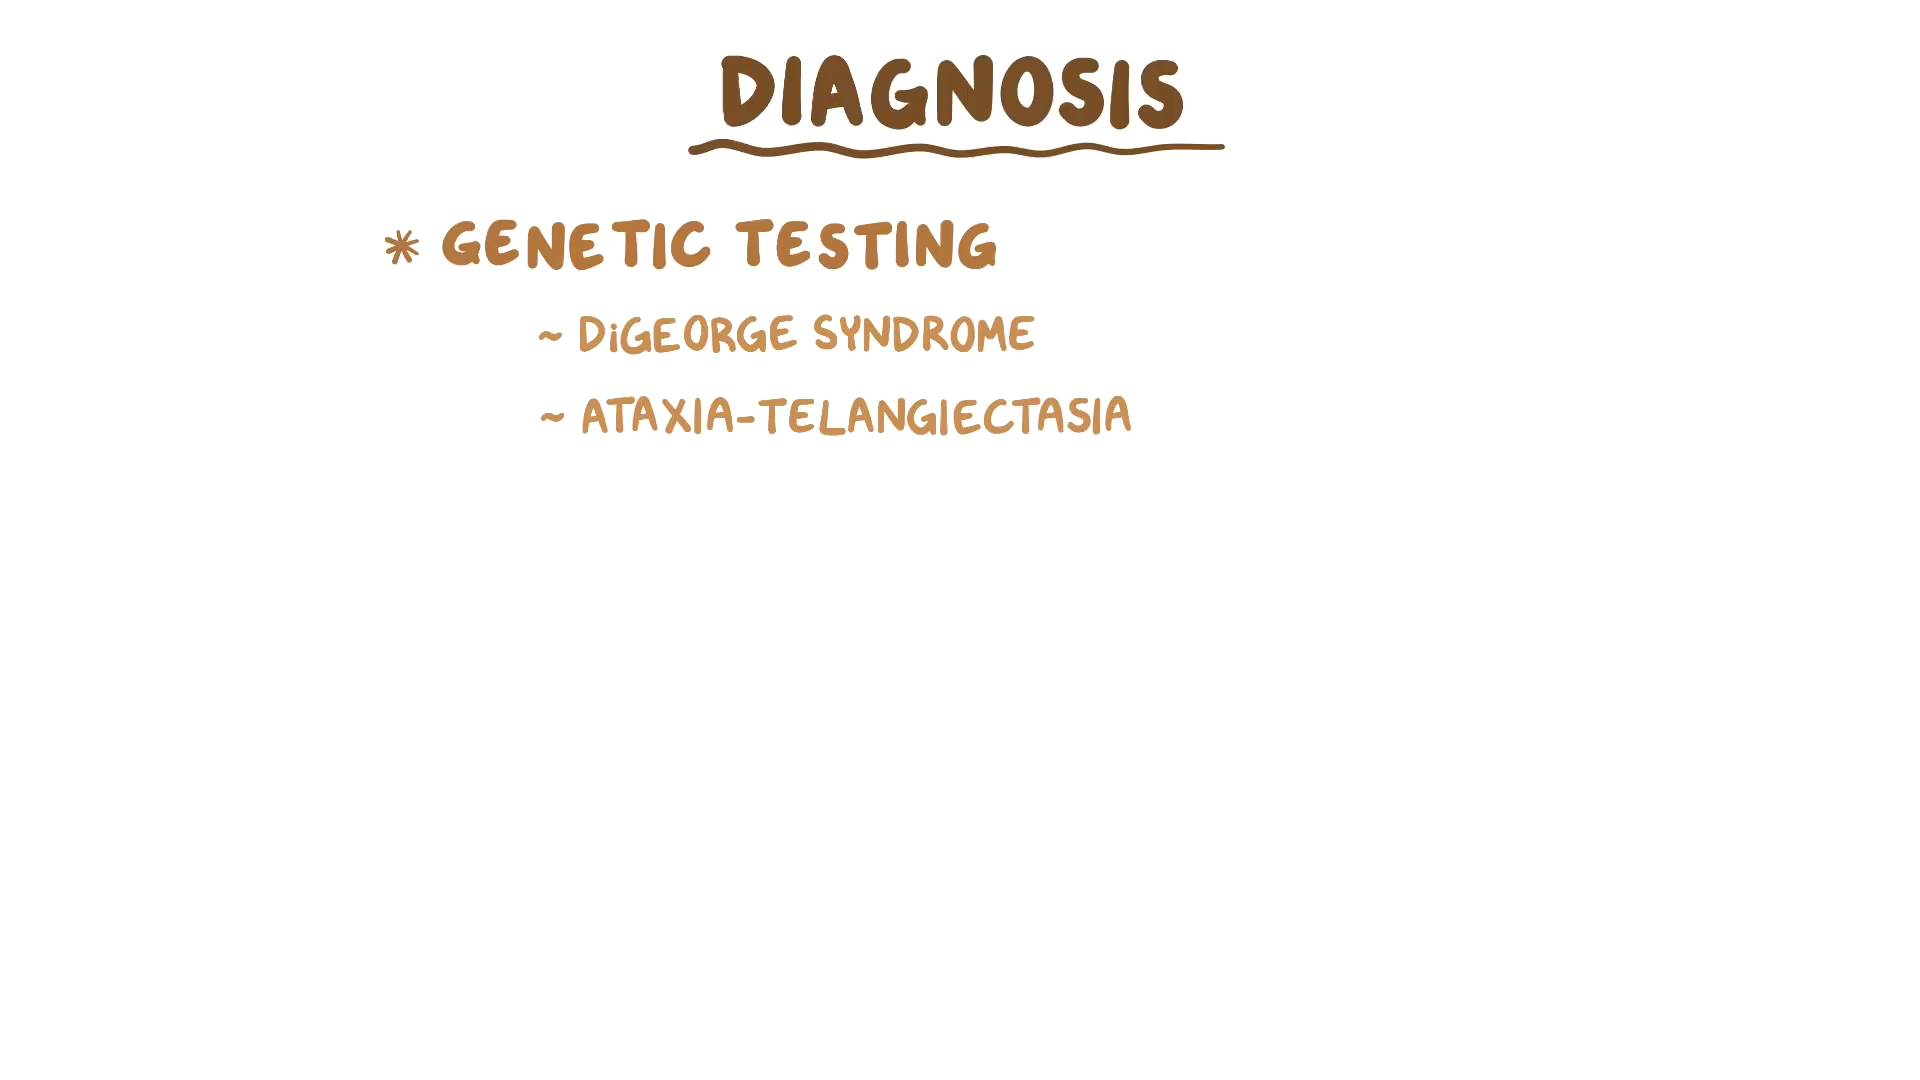 DIAGNOSIS
* GENETIC TESTING
~ DiGEORGE SYNDROME
~ ATAXIA-TELANGIECTASIA